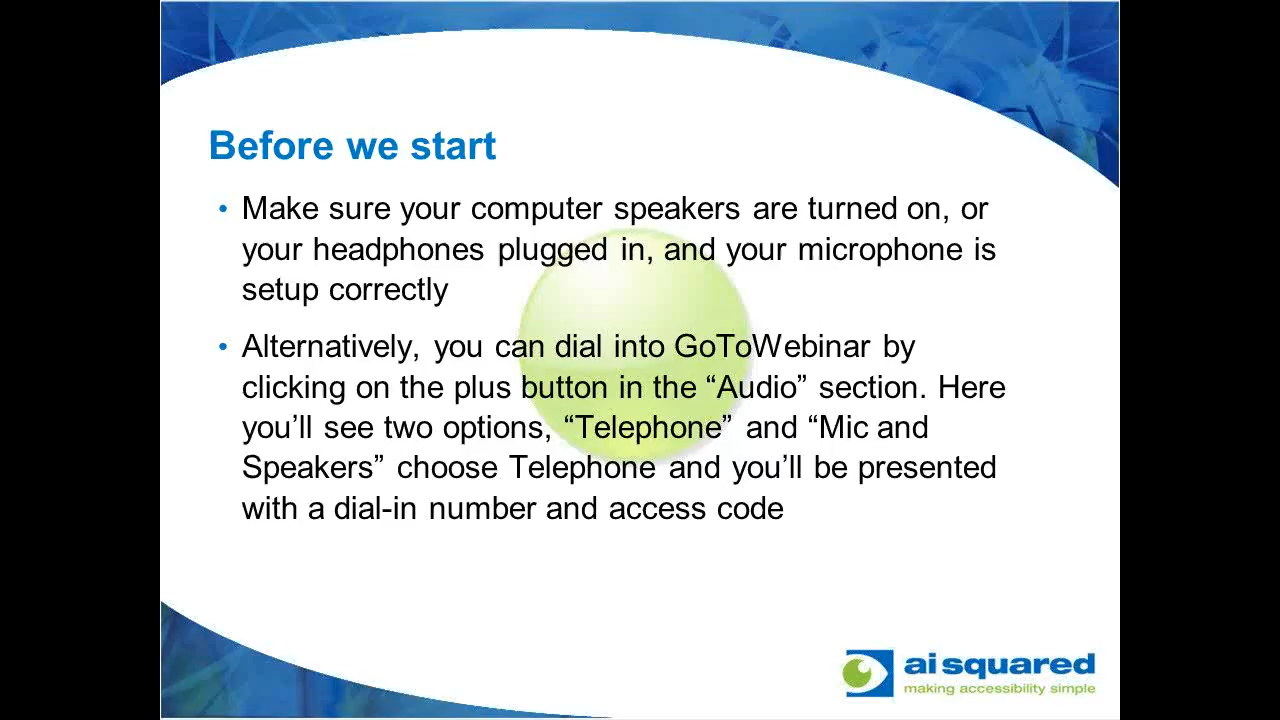 Before we start
• Make sure your computer speakers are turned on, or
your headphones plugged in, and your microphone is
setup correctly
• Alternatively, you can dial into GoToWebinar by
clicking on the plus button in the “Audio” section. Here
you’ll see two options, “Telephone” and “Mic and
Speakers” choose Telephone and you’ll be presented
with a dial-in number and access code
ai squared
making accessibility simple